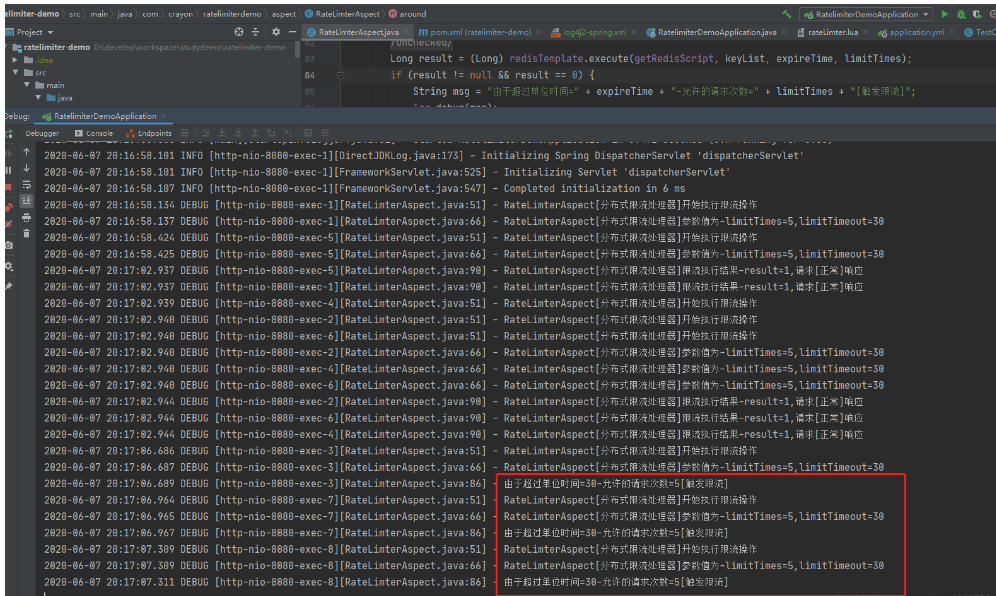 elimiter-demo 〉 src 〉 main 〉 java 〉 com 〉 crayon 〉 ratelimiterdemo 〉 aspect 〉 RateLimterAspect 〉 around
RatelimiterDemoApplication
Project
RateLimterAspect.java × pom.xml (ratelimiter-demo) × log4j2-spring.xml × RatelimiterDemoApplication.java × rateLimter.lua × application.yml ×
ratelimiter-demo D:\develop\workspace\studydemo\ratelimiter-demo
.idea
src
main
java
83 Long result = (Long) redisTemplate.execute(getRedisScript, keyList, expireTime, limitTimes);
84 if (result != null && result == 0) {
85 String msg = "由于超过单位时间=" + expireTime + "-允许的请求次数=" + limitTimes + "[触发限流]";
Debug: RatelimiterDemoApplication ×
Debugger Console Endpoints
2020-06-07 20:16:58.101 INFO [http-nio-8080-exec-1][DirectJDKLog.java:173] - Initializing Spring DispatcherServlet 'dispatcherServlet'
2020-06-07 20:16:58.101 INFO [http-nio-8080-exec-1][FrameworkServlet.java:525] - Initializing Servlet 'dispatcherServlet'
2020-06-07 20:16:58.107 INFO [http-nio-8080-exec-1][FrameworkServlet.java:547] - Completed initialization in 6 ms
2020-06-07 20:16:58.134 DEBUG [http-nio-8080-exec-1][RateLimterAspect.java:51] - RateLimterAspect[分布式限流处理器]开始执行限流操作
2020-06-07 20:16:58.137 DEBUG [http-nio-8080-exec-1][RateLimterAspect.java:66] - RateLimterAspect[分布式限流处理器]参数值为-limitTimes=5,limitTimeout=30
2020-06-07 20:16:58.424 DEBUG [http-nio-8080-exec-5][RateLimterAspect.java:51] - RateLimterAspect[分布式限流处理器]开始执行限流操作
2020-06-07 20:16:58.425 DEBUG [http-nio-8080-exec-5][RateLimterAspect.java:66] - RateLimterAspect[分布式限流处理器]参数值为-limitTimes=5,limitTimeout=30
2020-06-07 20:17:02.937 DEBUG [http-nio-8080-exec-5][RateLimterAspect.java:90] - RateLimterAspect[分布式限流处理器]限流执行结果-result=1,请求[正常]响应
2020-06-07 20:17:02.937 DEBUG [http-nio-8080-exec-1][RateLimterAspect.java:90] - RateLimterAspect[分布式限流处理器]限流执行结果-result=1,请求[正常]响应
2020-06-07 20:17:02.939 DEBUG [http-nio-8080-exec-4][RateLimterAspect.java:51] - RateLimterAspect[分布式限流处理器]开始执行限流操作
2020-06-07 20:17:02.940 DEBUG [http-nio-8080-exec-2][RateLimterAspect.java:51] - RateLimterAspect[分布式限流处理器]开始执行限流操作
2020-06-07 20:17:02.940 DEBUG [http-nio-8080-exec-6][RateLimterAspect.java:51] - RateLimterAspect[分布式限流处理器]开始执行限流操作
2020-06-07 20:17:02.940 DEBUG [http-nio-8080-exec-2][RateLimterAspect.java:66] - RateLimterAspect[分布式限流处理器]参数值为-limitTimes=5,limitTimeout=30
2020-06-07 20:17:02.940 DEBUG [http-nio-8080-exec-4][RateLimterAspect.java:66] - RateLimterAspect[分布式限流处理器]参数值为-limitTimes=5,limitTimeout=30
2020-06-07 20:17:02.940 DEBUG [http-nio-8080-exec-6][RateLimterAspect.java:66] - RateLimterAspect[分布式限流处理器]参数值为-limitTimes=5,limitTimeout=30
2020-06-07 20:17:02.944 DEBUG [http-nio-8080-exec-2][RateLimterAspect.java:90] - RateLimterAspect[分布式限流处理器]限流执行结果-result=1,请求[正常]响应
2020-06-07 20:17:02.944 DEBUG [http-nio-8080-exec-6][RateLimterAspect.java:90] - RateLimterAspect[分布式限流处理器]限流执行结果-result=1,请求[正常]响应
2020-06-07 20:17:02.944 DEBUG [http-nio-8080-exec-4][RateLimterAspect.java:90] - RateLimterAspect[分布式限流处理器]限流执行结果-result=1,请求[正常]响应
2020-06-07 20:17:06.686 DEBUG [http-nio-8080-exec-3][RateLimterAspect.java:51] - RateLimterAspect[分布式限流处理器]开始执行限流操作
2020-06-07 20:17:06.687 DEBUG [http-nio-8080-exec-3][RateLimterAspect.java:66] - RateLimterAspect[分布式限流处理器]参数值为-limitTimes=5,limitTimeout=30
2020-06-07 20:17:06.689 DEBUG [http-nio-8080-exec-3][RateLimterAspect.java:86] - 由于超过单位时间=30-允许的请求次数=5[触发限流]
2020-06-07 20:17:06.964 DEBUG [http-nio-8080-exec-7][RateLimterAspect.java:51] - RateLimterAspect[分布式限流处理器]开始执行限流操作
2020-06-07 20:17:06.965 DEBUG [http-nio-8080-exec-7][RateLimterAspect.java:66] - RateLimterAspect[分布式限流处理器]参数值为-limitTimes=5,limitTimeout=30
2020-06-07 20:17:06.967 DEBUG [http-nio-8080-exec-7][RateLimterAspect.java:86] - 由于超过单位时间=30-允许的请求次数=5[触发限流]
2020-06-07 20:17:07.309 DEBUG [http-nio-8080-exec-8][RateLimterAspect.java:51] - RateLimterAspect[分布式限流处理器]开始执行限流操作
2020-06-07 20:17:07.309 DEBUG [http-nio-8080-exec-8][RateLimterAspect.java:66] - RateLimterAspect[分布式限流处理器]参数值为-limitTimes=5,limitTimeout=30
2020-06-07 20:17:07.311 DEBUG [http-nio-8080-exec-8][RateLimterAspect.java:86] - 由于超过单位时间=30-允许的请求次数=5[触发限流]